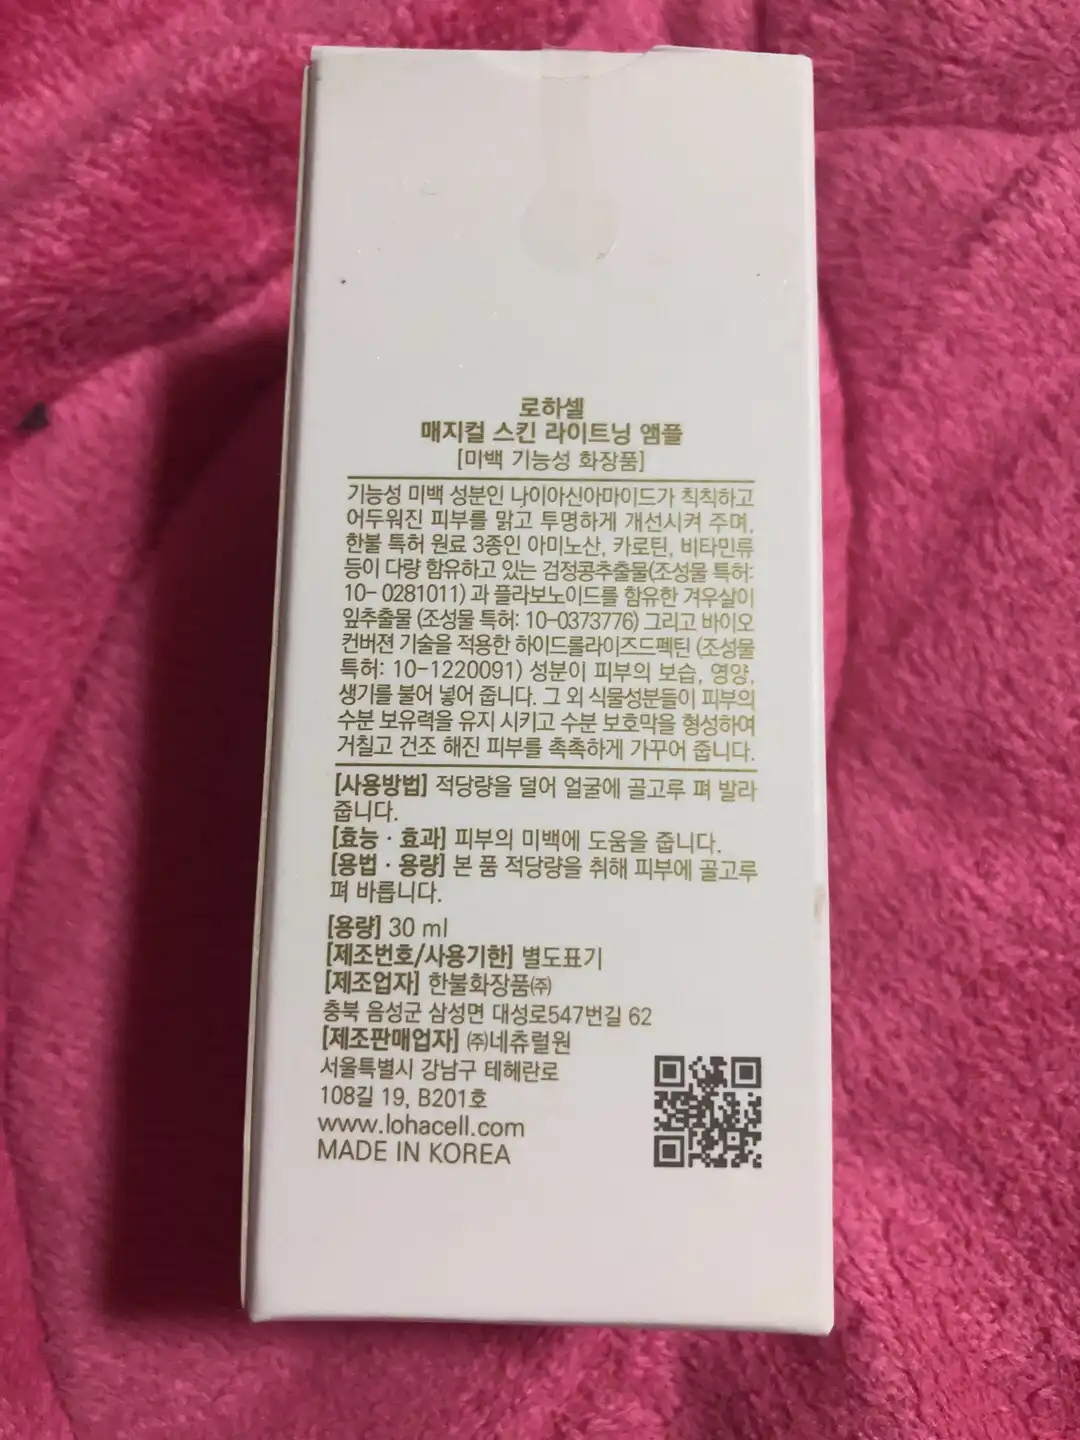 로하셀
매지컬 스킨 라이트닝 앰플
[미백 기능성 화장품]
기능성 미백 성분인 나이아신아마이드가 칙칙하고
어두워진 피부를 맑고 투명하게 개선시켜 주며,
한불 특허 원료 3종인 아미노산, 카로틴, 비타민류
등이 다량 함유하고 있는 검정콩추출물(조성물 특허:
10- 0281011) 과 플라보노이드를 함유한 겨우살이
잎추출물 (조성물 특허: 10-0373776) 그리고 바이오
컨버젼 기술을 적용한 하이드롤라이즈드펙틴 (조성물
특허: 10-1220091) 성분이 피부의 보습, 영양,
생기를 불어 넣어 줍니다. 그 외 식물성분들이 피부의
수분 보유력을 유지 시키고 수분 보호막을 형성하여
거칠고 건조 해진 피부를 촉촉하게 가꾸어 줍니다.
[사용방법] 적당량을 덜어 얼굴에 골고루 펴 발라
줍니다.
[효능 · 효과] 피부의 미백에 도움을 줍니다.
[용법 · 용량] 본 품 적당량을 취해 피부에 골고루
펴 바릅니다.
[용량] 30 ml
[제조번호/사용기한] 별도표기
[제조업자] 한불화장품㈜
충북 음성군 삼성면 대성로547번길 62
[제조판매업자] ㈜네츄럴원
서울특별시 강남구 테헤란로
108길 19, B201호
www.lohacell.com
MADE IN KOREA